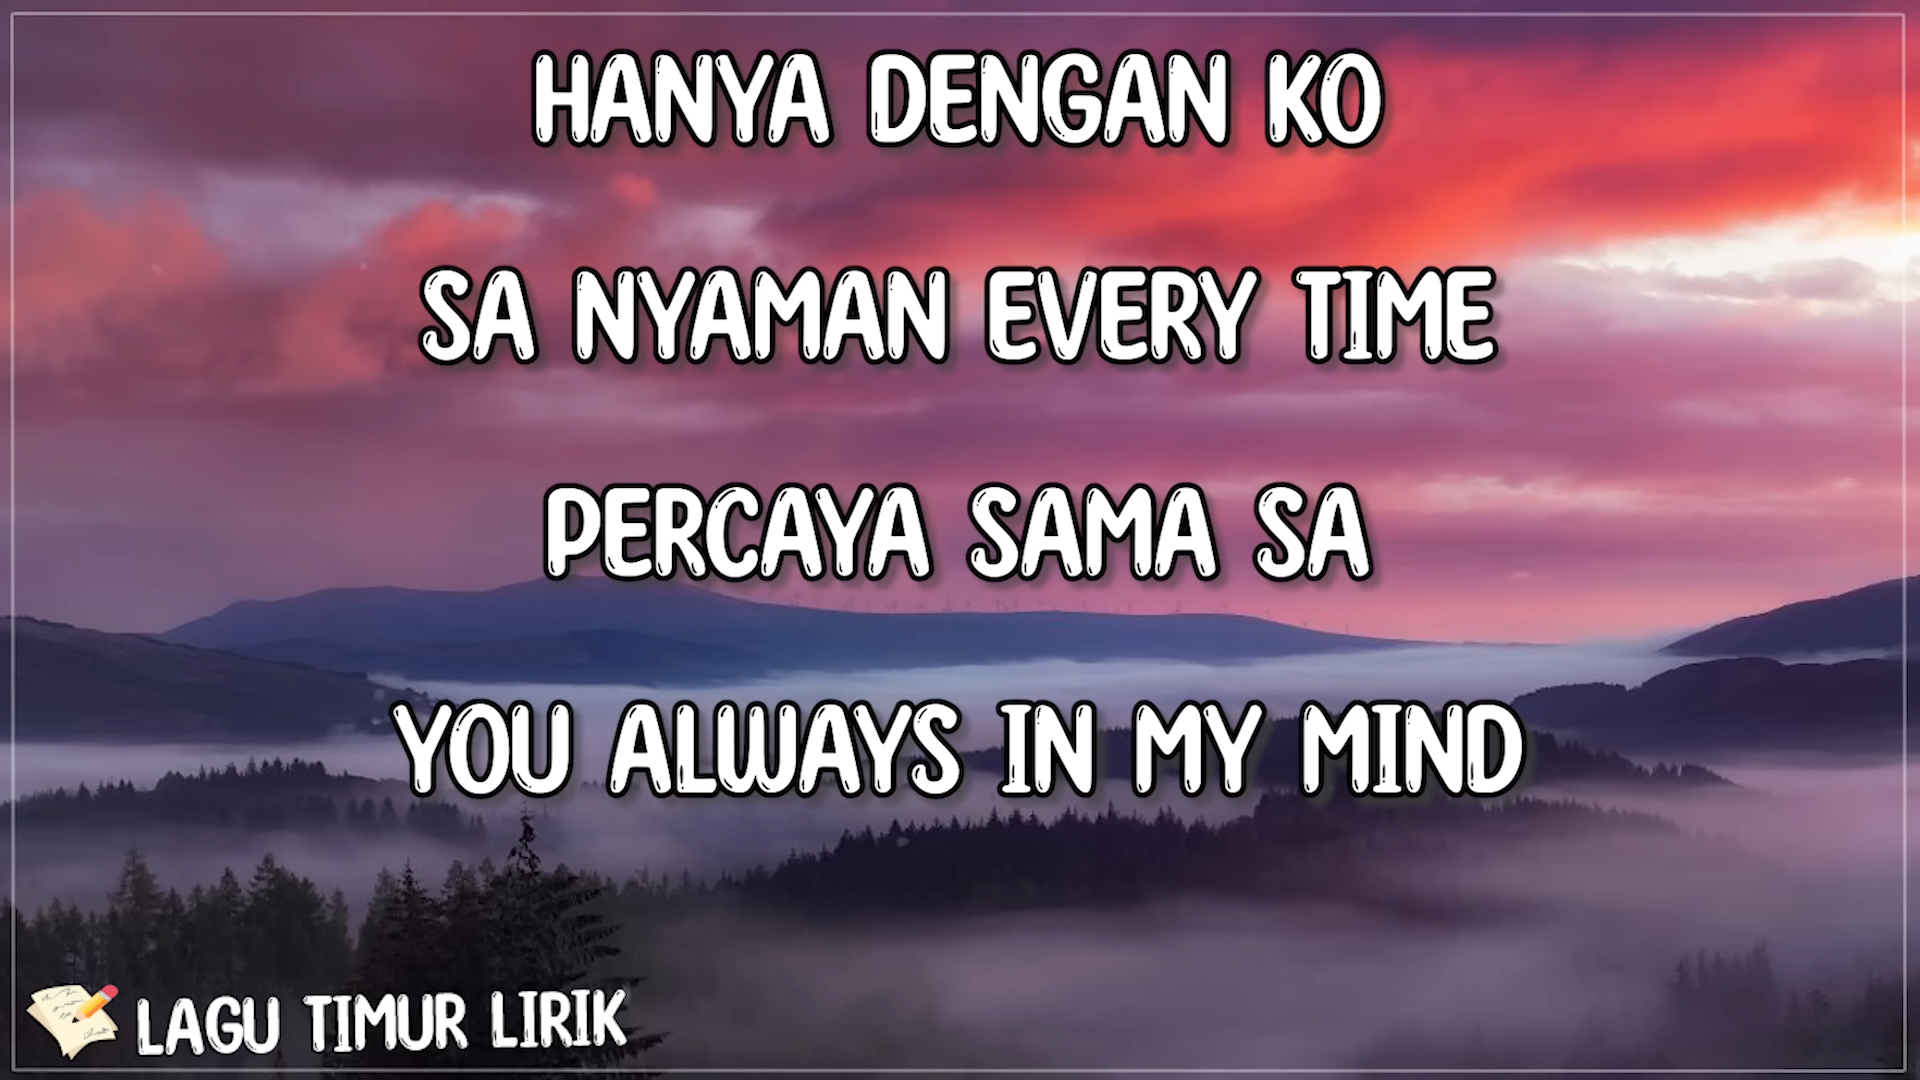 HANYA DENGAN KO
SA NYAMAN EVERY TIME
PERCAYA SAMA SA
YOU ALWAYS IN MY MIND
LAGU TIMUR LIRIK